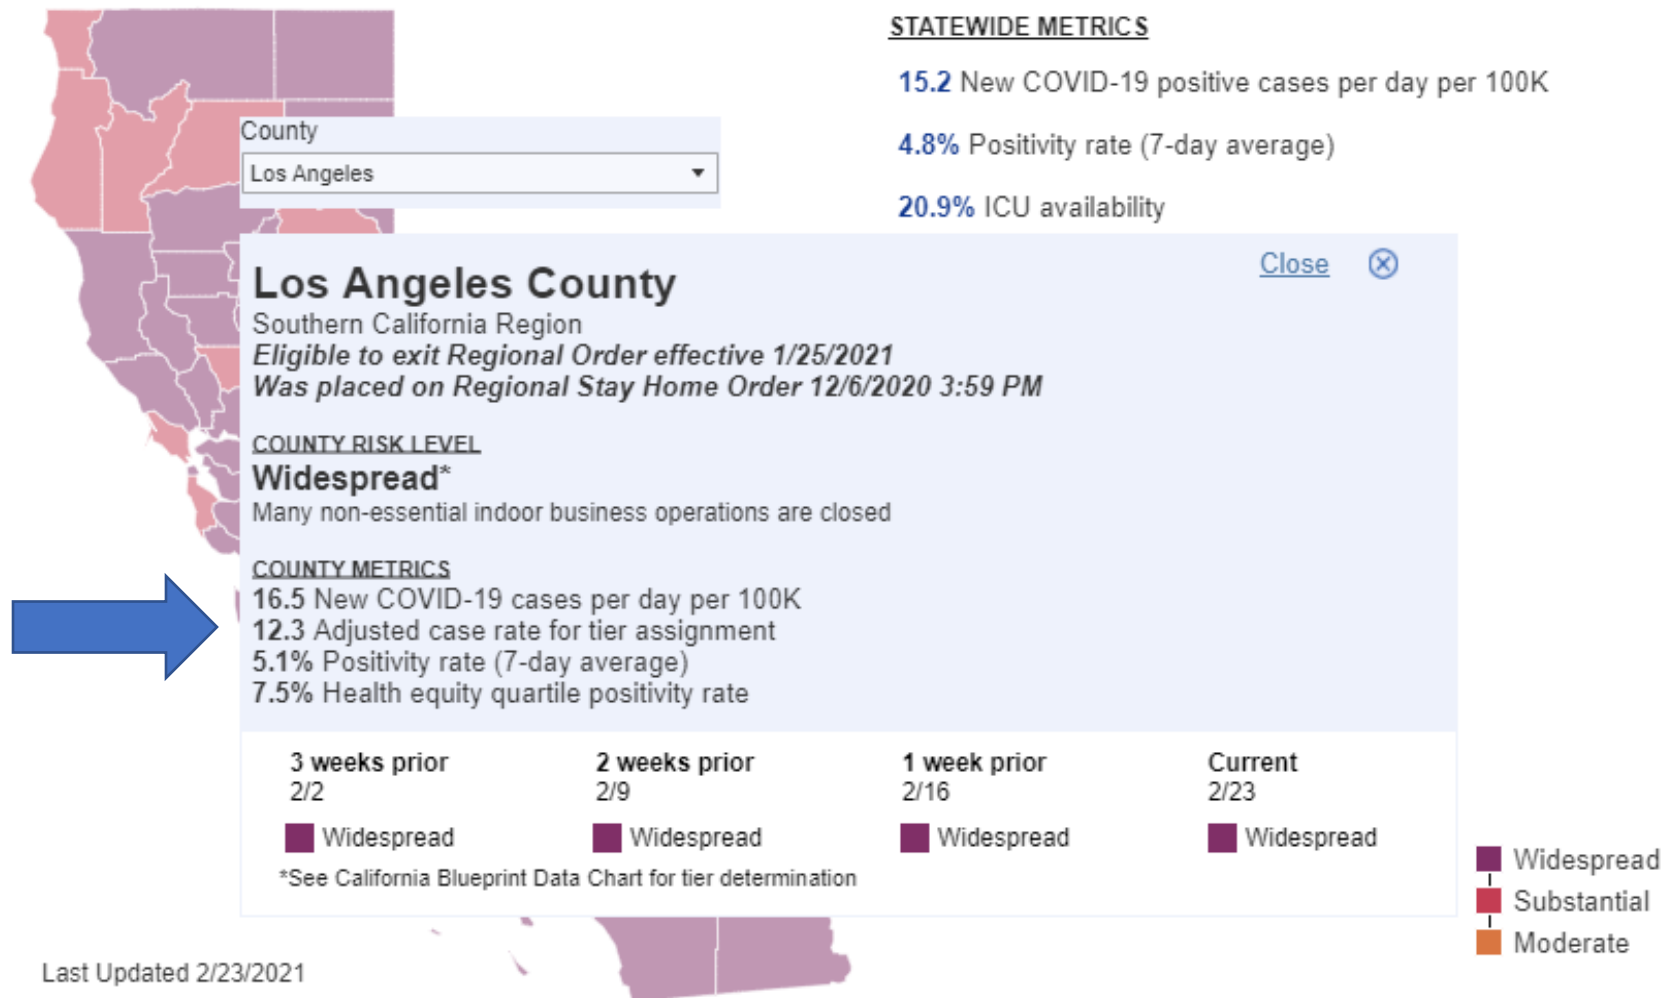 STATEWIDE METRICS
15.2 New COVID-19 positive cases per day per 100K
4.8% Positivity rate (7-day average)
20.9% ICU availability
County
Los Angeles
Close
Los Angeles County
Southern California Region
Eligible to exit Regional Order effective 1/25/2021
Was placed on Regional Stay Home Order 12/6/2020 3:59 PM
COUNTY RISK LEVEL
Widespread*
Many non-essential indoor business operations are closed
COUNTY METRICS
16.5 New COVID-19 cases per day per 100K
12.3 Adjusted case rate for tier assignment
5.1% Positivity rate (7-day average)
7.5% Health equity quartile positivity rate
3 weeks prior 2 weeks prior 1 week prior Current
2/2 2/9 2/16 2/23
Widespread Widespread Widespread Widespread
*See California Blueprint Data Chart for tier determination
Widespread
Substantial
Moderate
Last Updated 2/23/2021